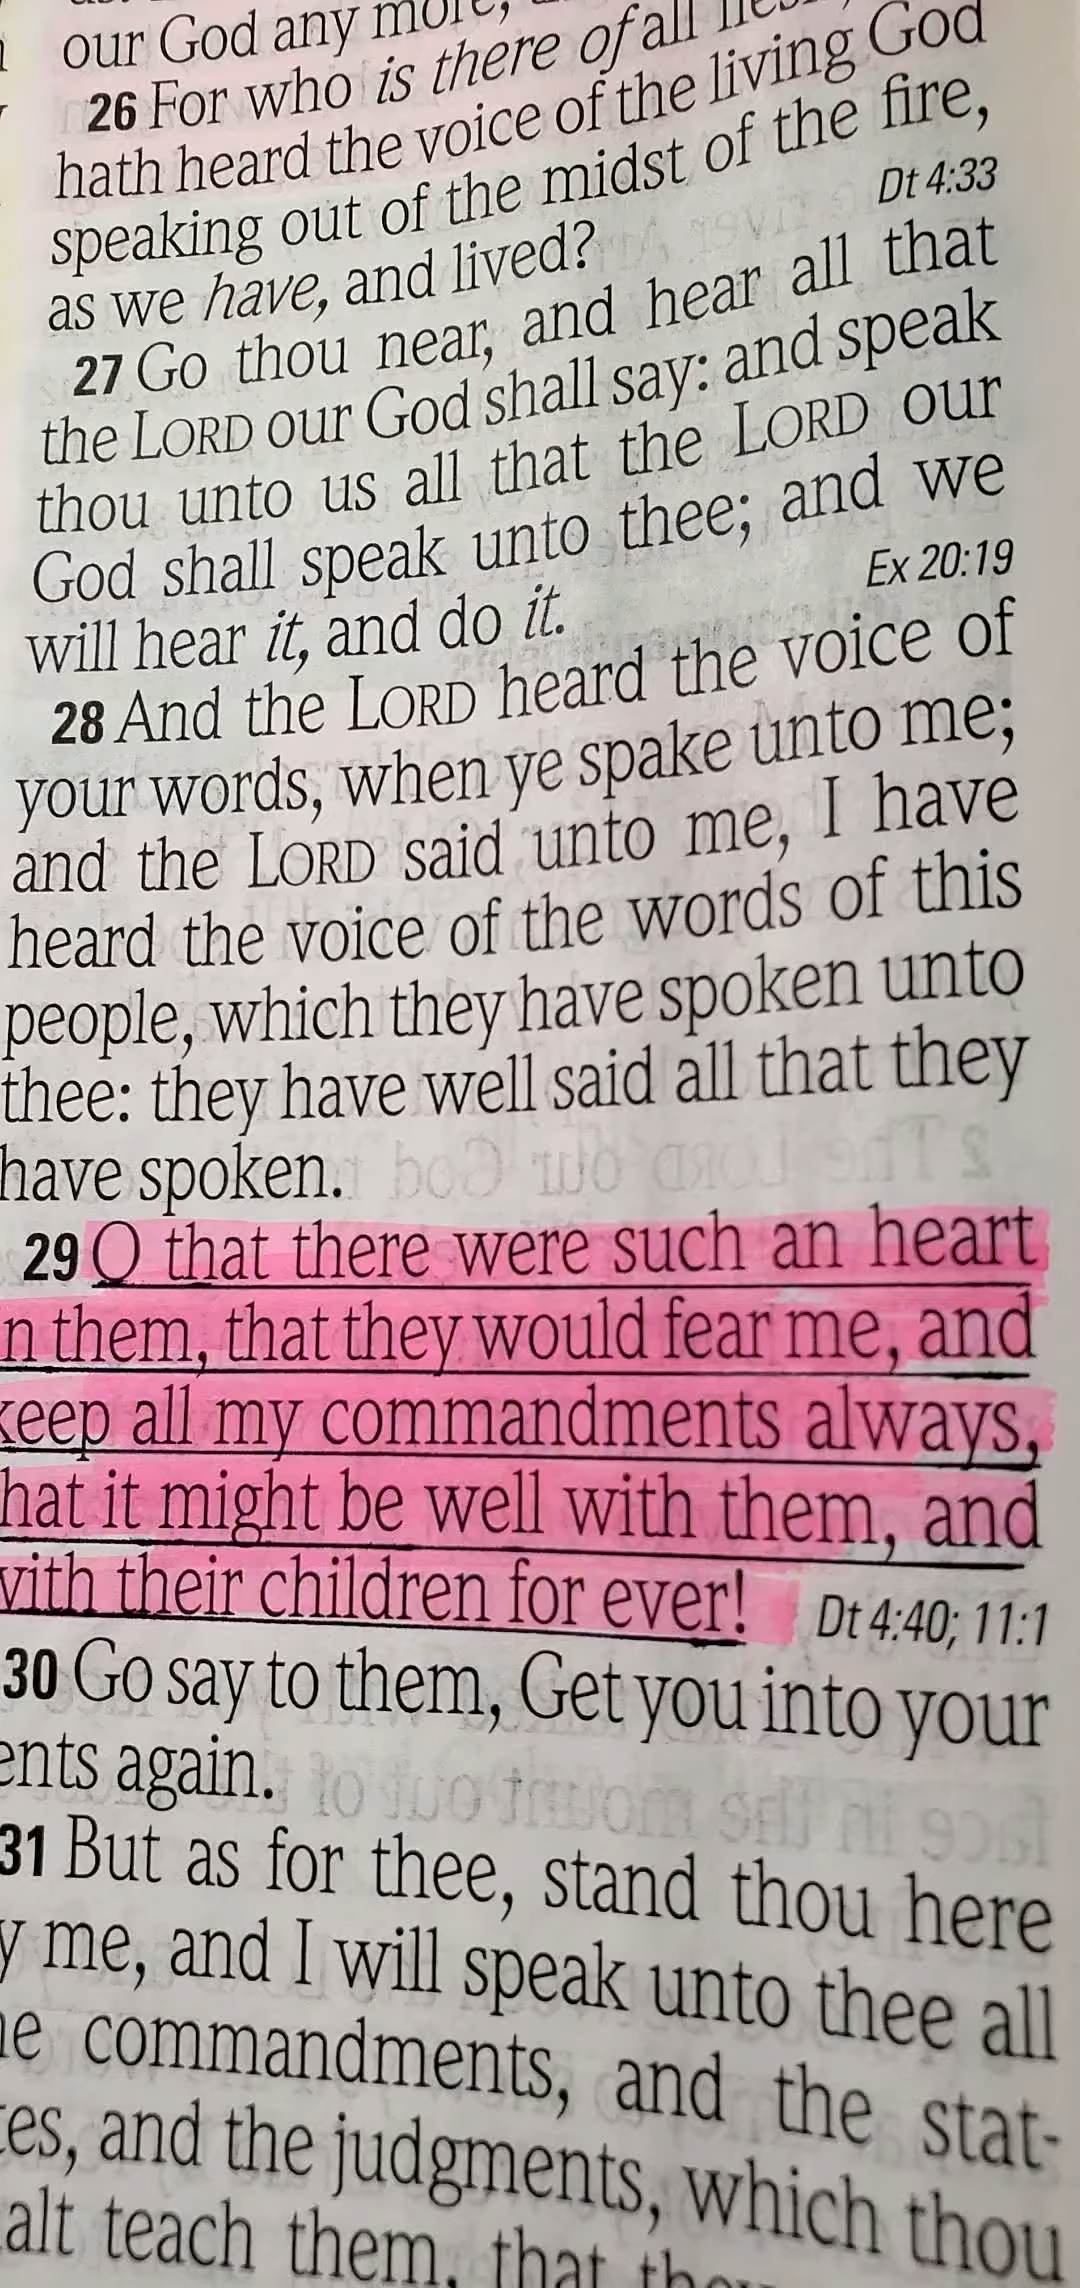 our God any more,
26 For who is there of all
hath heard the voice of the living God
speaking out of the midst of the fire,
as we have, and lived? Dt 4:33
27 Go thou near, and hear all that
the LORD our God shall say: and speak
thou unto us all that the LORD our
God shall speak unto thee; and we
will hear it, and do it. Ex 20:19
28 And the LORD heard the voice of
your words, when ye spake unto me;
and the LORD said unto me, I have
heard the voice of the words of this
people, which they have spoken unto
thee: they have well said all that they
have spoken.
29 O that there were such an heart
n them, that they would fear me, and
keep all my commandments always,
hat it might be well with them, and
with their children for ever! Dt 4:40; 11:1
30 Go say to them, Get you into your
ents again.
31 But as for thee, stand thou here
y me, and I will speak unto thee all
e commandments, and the stat-
es, and the judgments, which thou
alt teach them, that